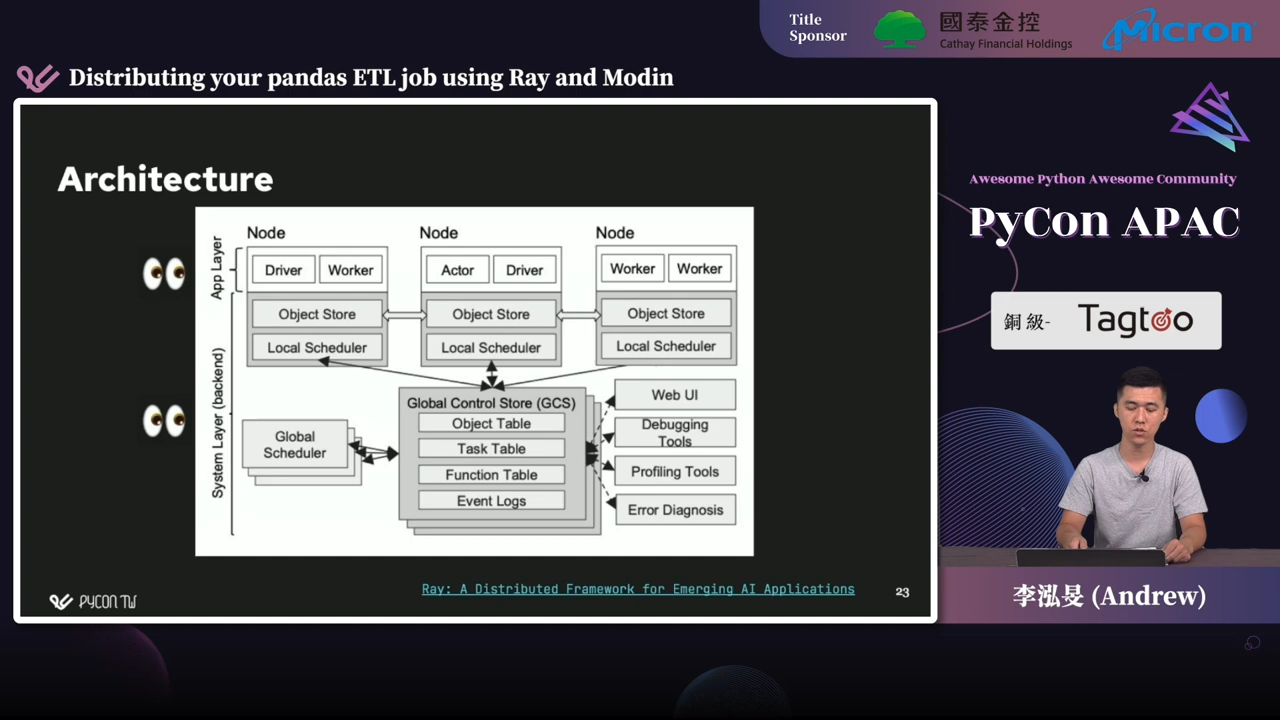 Title
Sponsor
國泰金控
Cathay Financial Holdings
Micron
Distributing your pandas ETL job using Ray and Modin
Architecture
Node
Node
Node
App Layer
Driver
Worker
Actor
Driver
Worker
Worker
Object Store
Object Store
Object Store
Local Scheduler
Local Scheduler
Local Scheduler
System Layer (backend)
Global
Scheduler
Global Control Store (GCS)
Object Table
Task Table
Function Table
Event Logs
Web UI
Debugging
Tools
Profiling Tools
Error Diagnosis
Ray: A Distributed Framework for Emerging AI Applications
23
PYCON TW
Awesome Python Awesome Community
PyCon APAC
銅級-
Tagtoo
李泓旻 (Andrew)